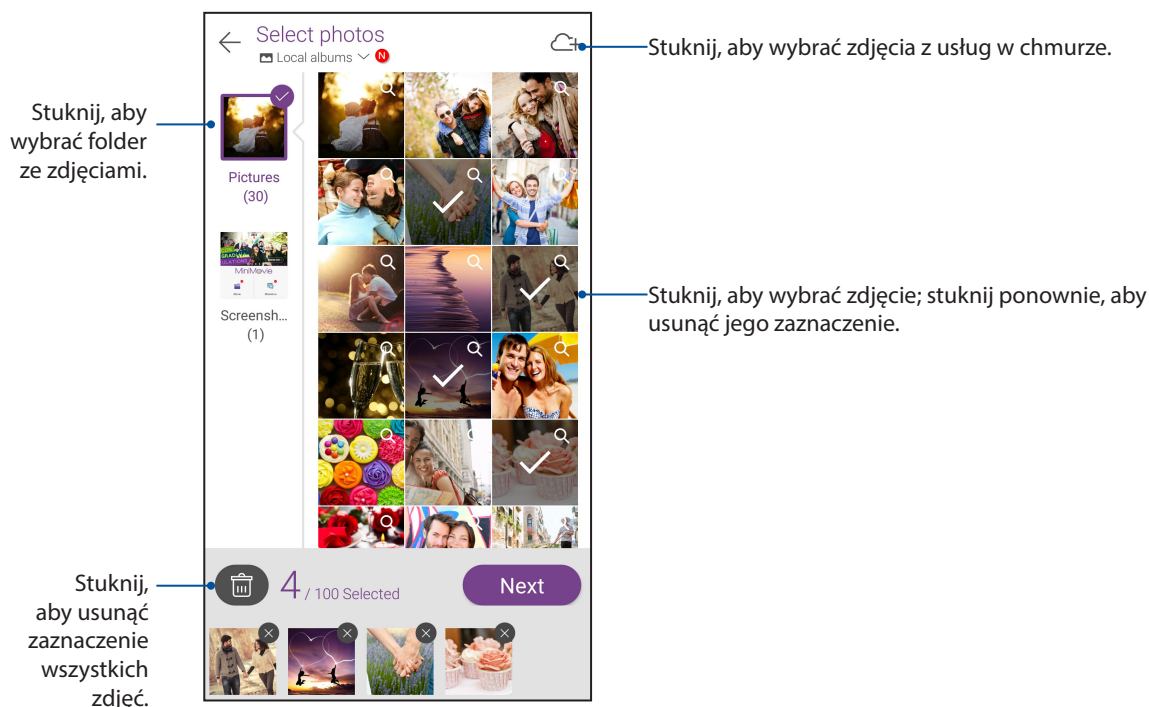 Select photos
Local albums N
Stuknij, aby wybrać zdjęcia z usług w chmurze.
Stuknij, aby
wybrać folder
ze zdjęciami.
Pictures
(30)
MiniMovie
Screensh...
(1)
Stuknij, aby wybrać zdjęcie; stuknij ponownie, aby
usunąć jego zaznaczenie.
Stuknij,
aby usunąć
zaznaczenie
wszystkich
zdjęć.
4 / 100 Selected
Next